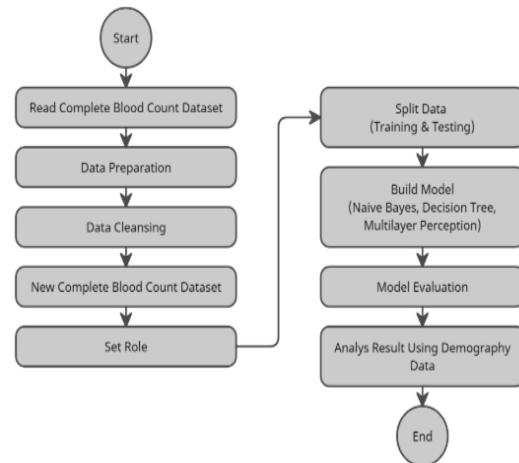 Start
Read Complete Blood Count Dataset
Data Preparation
Data Cleansing
New Complete Blood Count Dataset
Set Role
Split Data
(Training & Testing)
Build Model
(Naive Bayes, Decision Tree,
Multilayer Perception)
Model Evaluation
Analys Result Using Demography
Data
End